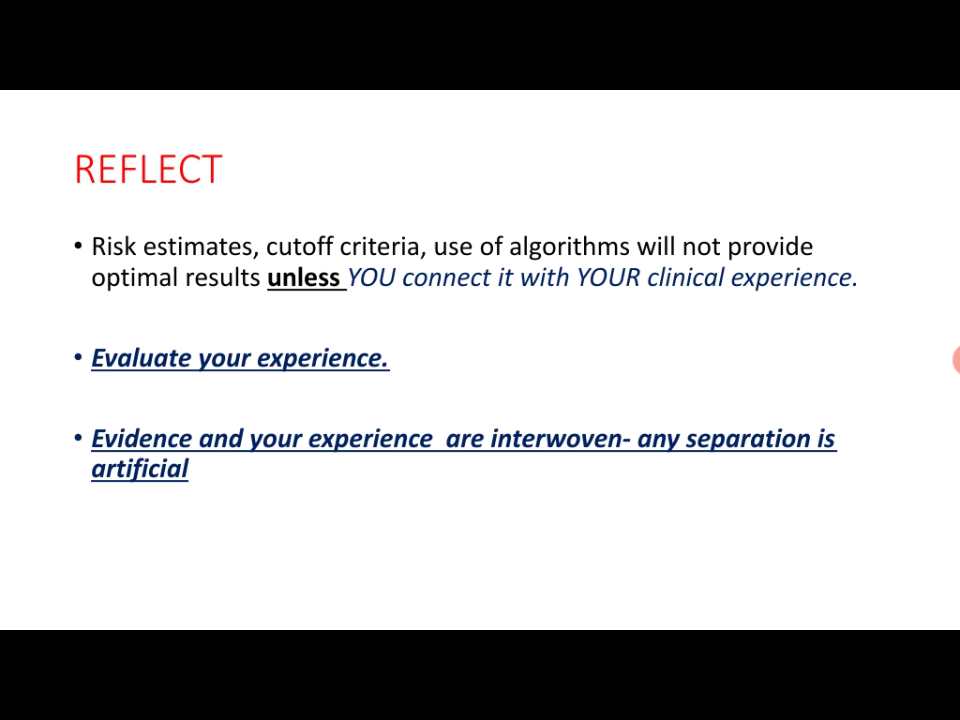 REFLECT
• Risk estimates, cutoff criteria, use of algorithms will not provide
optimal results unless YOU connect it with YOUR clinical experience.
• Evaluate your experience.
• Evidence and your experience  are interwoven- any separation is
artificial